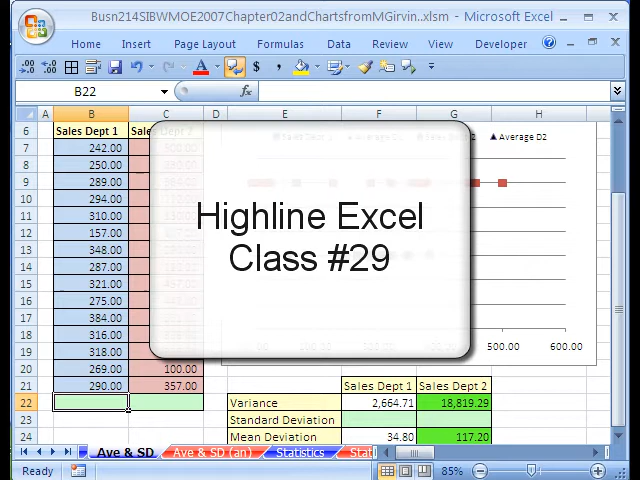 Busn214SIBWMOE2007Chapter02andChartsfromMGirvin..xlsm - Microsoft Excel
Home Insert Page Layout Formulas Data Review View Developer
B22 fx
A B C D E F G H
6 Sales Dept 1 Sales
Average D2
7 242.00
8 250.00
9 289.00
10 294.00
11 310.00
12 157.00
13 348.00
14 287.00
15 321.00
16 275.00
17 384.00
18 316.00
19 318.00
20 269.00 100.00
21 290.00 357.00
Highline Excel
Class #29
500.00 600.00
Sales Dept 1 Sales Dept 2
22 Variance 2,664.71 18,819.29
23 Standard Deviation
24 Mean Deviation 34.80 117.20
Ave & SD Ave & SD (an) Statistics Stati
Ready 85%